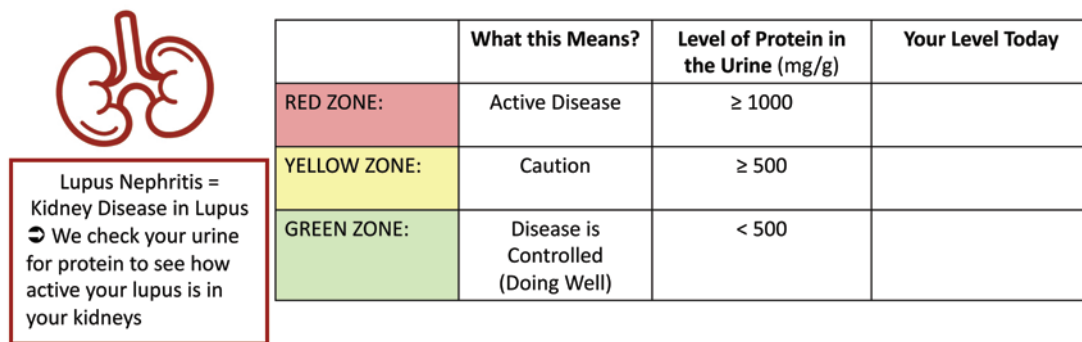 Lupus Nephritis =
Kidney Disease in Lupus
➲ We check your urine
for protein to see how
active your lupus is in
your kidneys
What this Means?
Level of Protein in
the Urine (mg/g)
Your Level Today
RED ZONE:
Active Disease
≥ 1000
YELLOW ZONE:
Caution
≥ 500
GREEN ZONE:
Disease is
Controlled
(Doing Well)
< 500